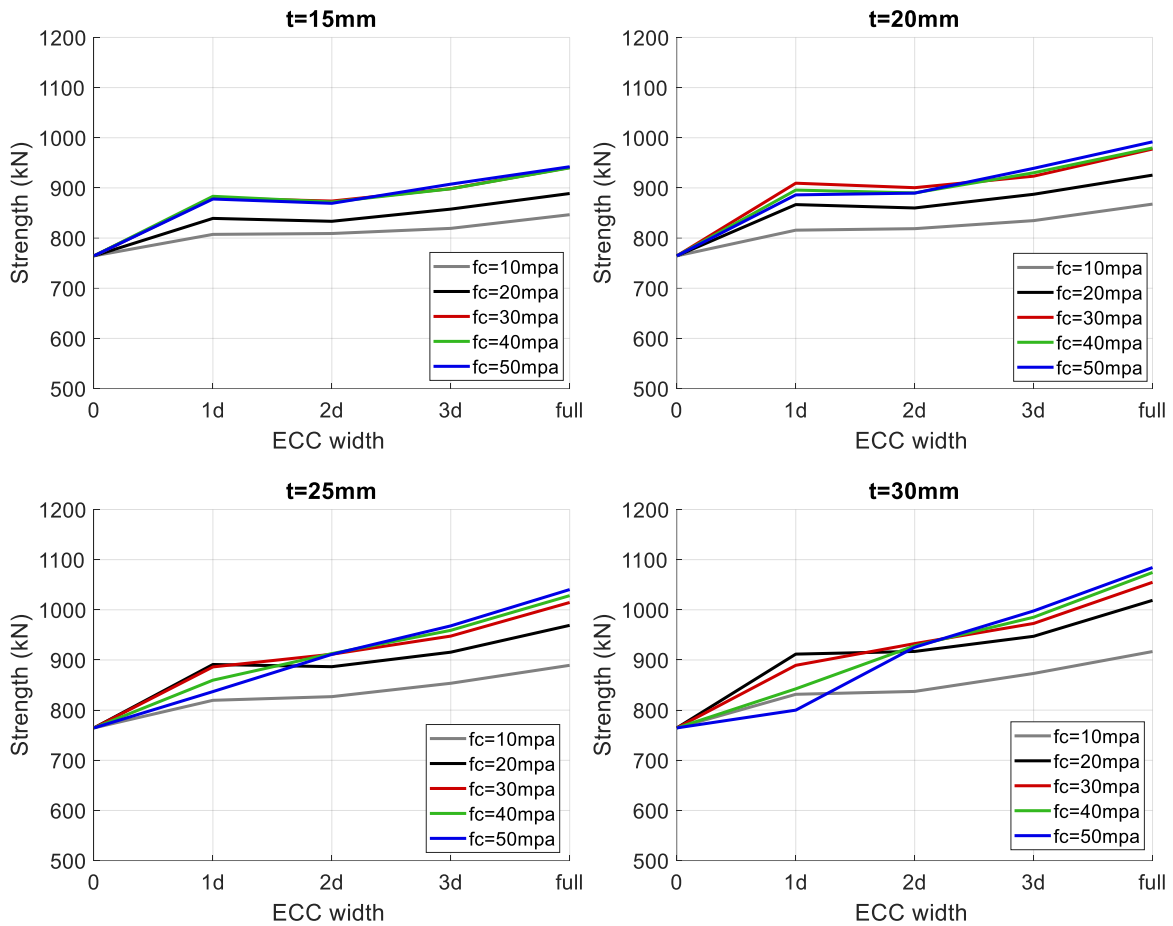 t=15mm
1200
1100
1000
900
800
700
600
500
Strength (kN)
0 1d 2d 3d full
ECC width
fc=10mpa
fc=20mpa
fc=30mpa
fc=40mpa
fc=50mpa
t=20mm
1200
1100
1000
900
800
700
600
500
Strength (kN)
0 1d 2d 3d full
ECC width
fc=10mpa
fc=20mpa
fc=30mpa
fc=40mpa
fc=50mpa
t=25mm
1200
1100
1000
900
800
700
600
500
Strength (kN)
0 1d 2d 3d full
ECC width
fc=10mpa
fc=20mpa
fc=30mpa
fc=40mpa
fc=50mpa
t=30mm
1200
1100
1000
900
800
700
600
500
Strength (kN)
0 1d 2d 3d full
ECC width
fc=10mpa
fc=20mpa
fc=30mpa
fc=40mpa
fc=50mpa